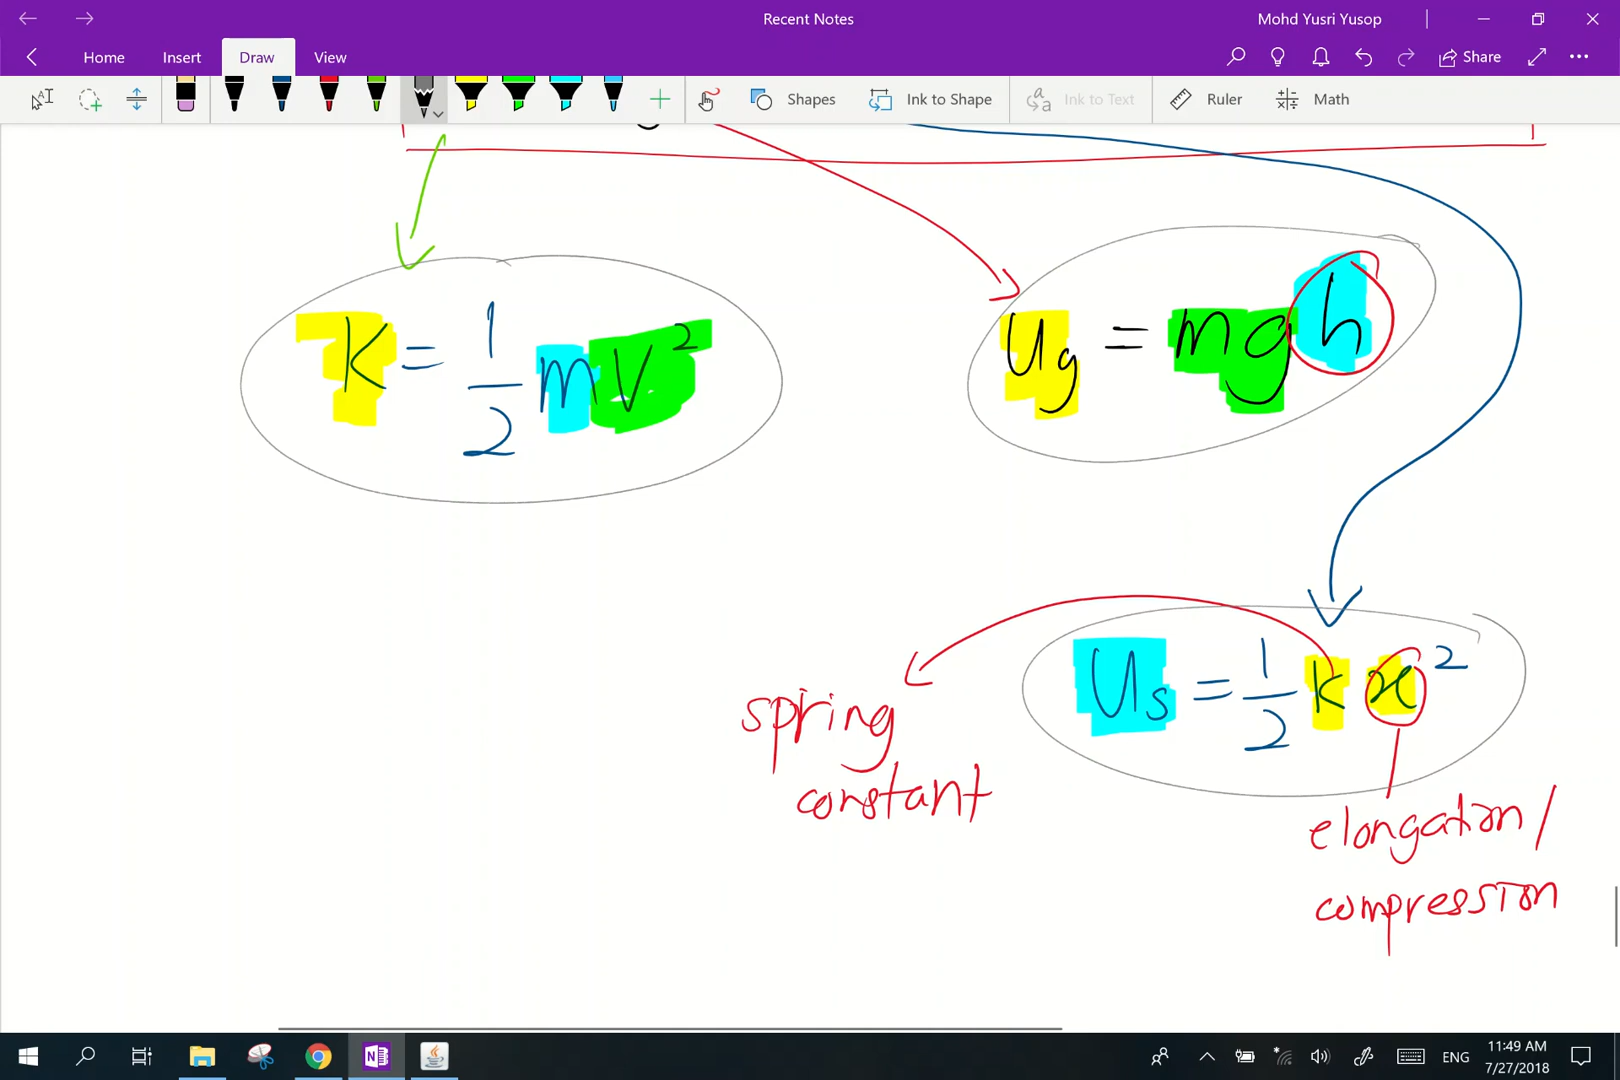 Recent Notes
Mohd Yusri Yusop
Home Insert Draw View
Share
Shapes
Ink to Shape
Ink to Text
Ruler
Math
K = 1/2 mv²
Ug = mgh
Us = 1/2 k x²
spring
constant
elongation/
compression
ENG
11:49 AM
7/27/2018